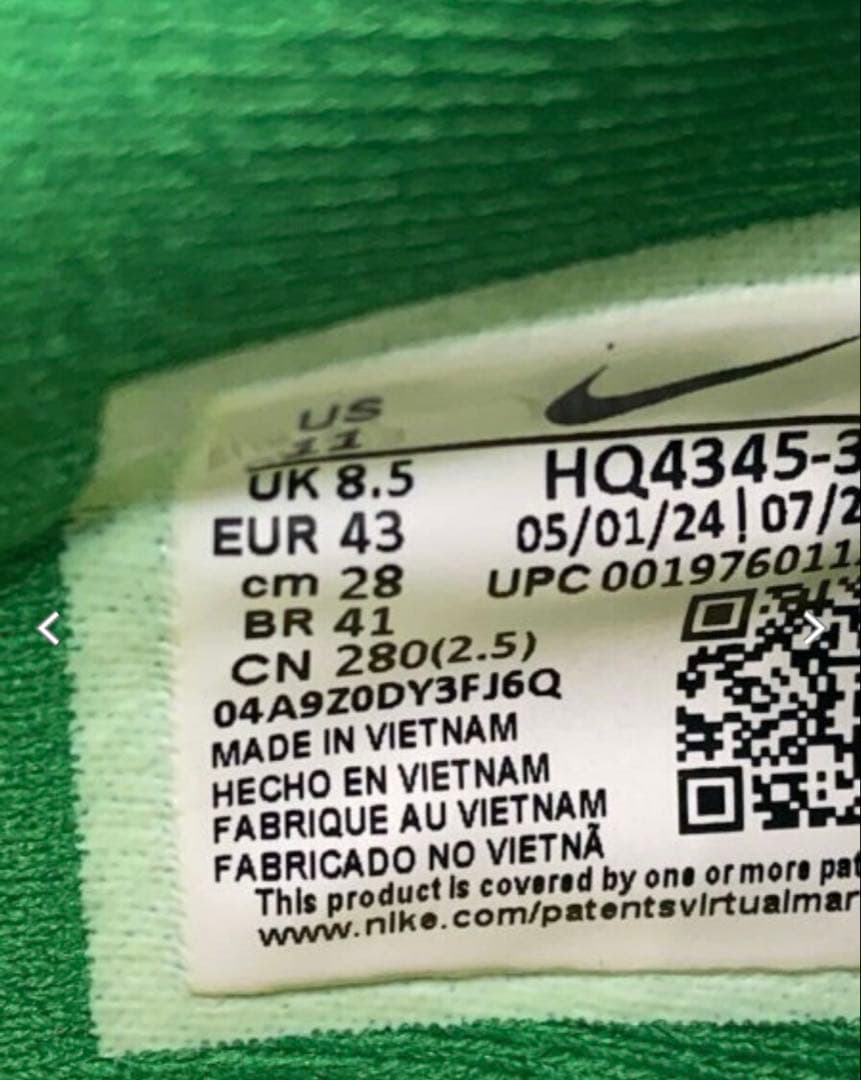 US
11
UK 8.5
EUR 43
cm 28
BR 41
CN 280(2.5)
HQ4345-3
05/01/24 | 07/2
UPC 001976011
04A9Z0DY3FJ6Q
MADE IN VIETNAM
HECHO EN VIETNAM
FABRIQUE AU VIETNAM
FABRICADO NO VIETNÃ
This product is covered by one or more pat
www.nike.com/patentsvirtualmar